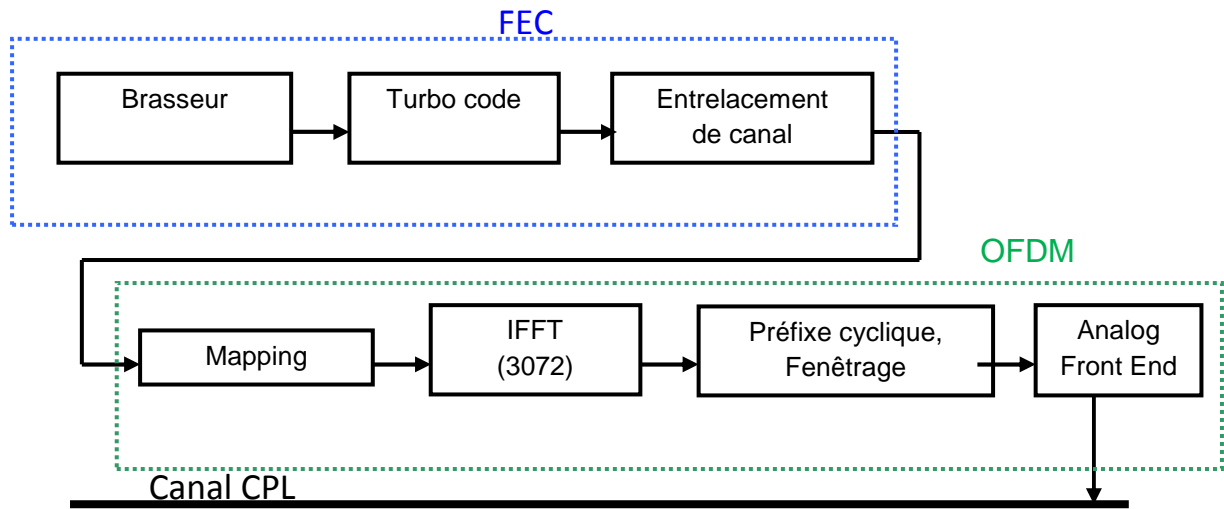 FEC
Brasseur
Turbo code
Entrelacement
de canal
OFDM
Mapping
IFFT
(3072)
Préfixe cyclique,
Fenêtrage
Analog
Front End
Canal CPL